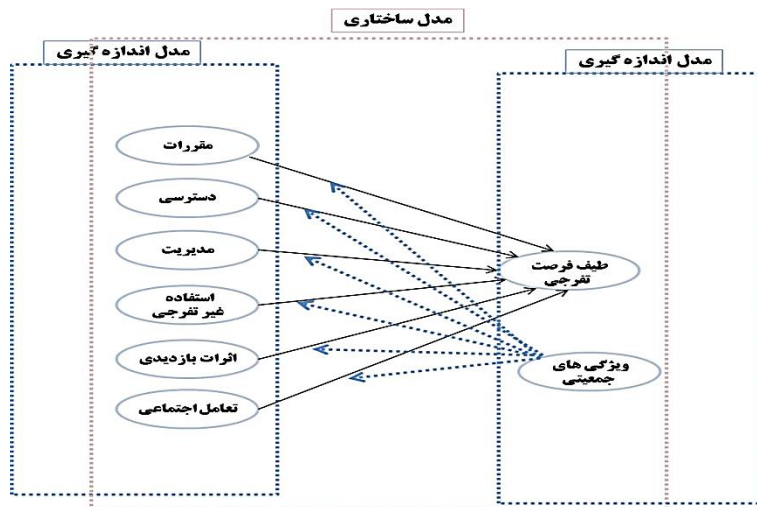 مدل ساختاری
مدل اندازه گیری
مدل اندازه گیری
مقررات
دسترسی
مدیریت
استفاده
غیر تفرجی
اثرات بازدیدی
تعامل اجتماعی
طیف فرصت
تفرجی
ویژگی های
جمعیتی